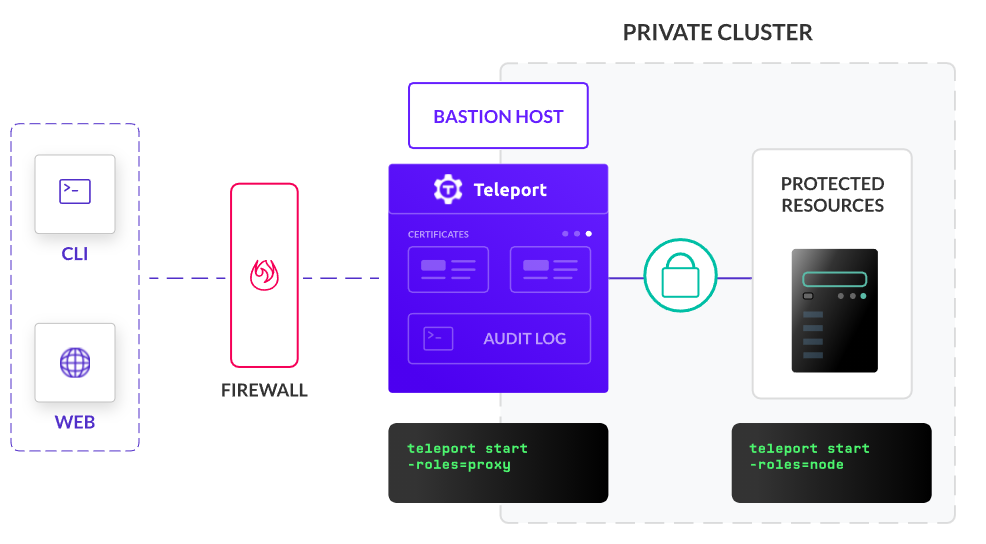 PRIVATE CLUSTER
BASTION HOST
Teleport
CERTIFICATES
AUDIT LOG
CLI
WEB
FIREWALL
PROTECTED
RESOURCES
teleport start
-roles=proxy
teleport start
-roles=node